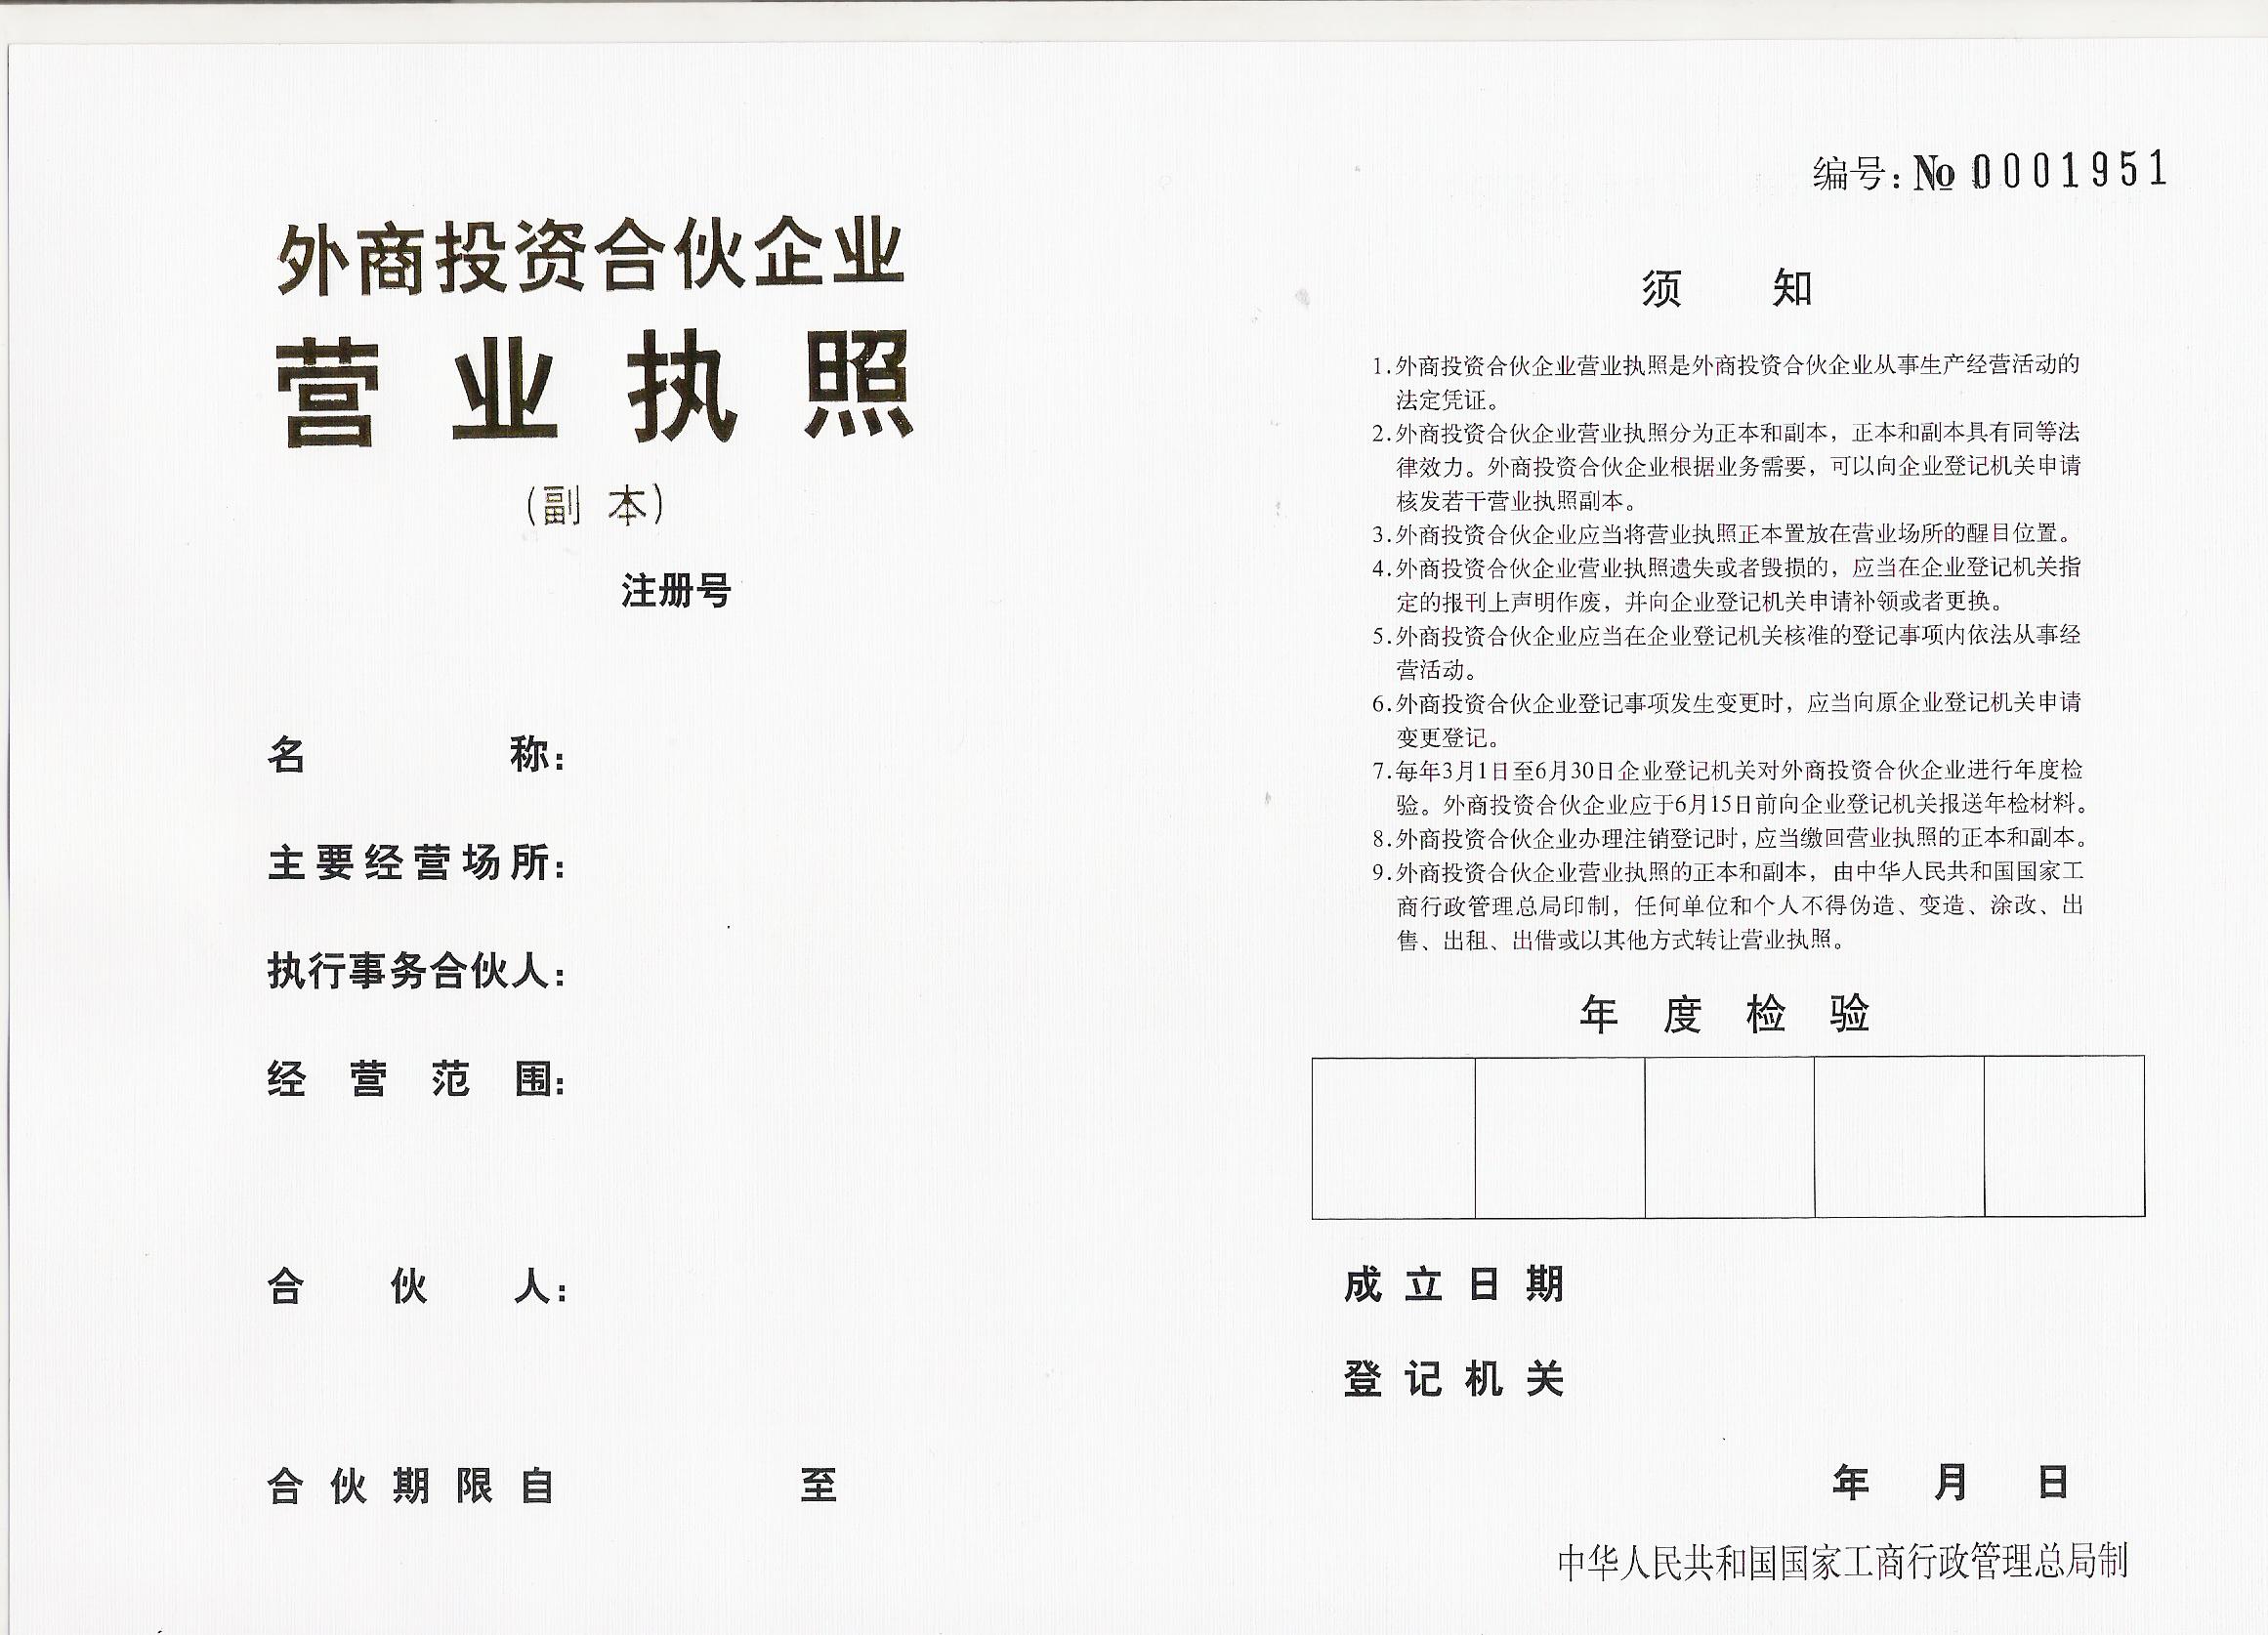 外商投资合伙企业
营业执照
(副 本)
注册号
名 称：
主要经营场所：
执行事务合伙人：
经 营 范 围：
合 伙 人：
合 伙 期 限 自 至
编号：№ 0001951
须 知
1.外商投资合伙企业营业执照是外商投资合伙企业从事生产经营活动的
法定凭证。
2.外商投资合伙企业营业执照分为正本和副本，正本和副本具有同等法
律效力。外商投资合伙企业根据业务需要，可以向企业登记机关申请
核发若干营业执照副本。
3.外商投资合伙企业应当将营业执照正本置放在营业场所的醒目位置。
4.外商投资合伙企业营业执照遗失或者毁损的，应当在企业登记机关指
定的报刊上声明作废，并向企业登记机关申请补领或者更换。
5.外商投资合伙企业应当在企业登记机关核准的登记事项内依法从事经
营活动。
6.外商投资合伙企业登记事项发生变更时，应当向原企业登记机关申请
变更登记。
7.每年3月1日至6月30日企业登记机关对外商投资合伙企业进行年度检
验。外商投资合伙企业应于6月15日前向企业登记机关报送年检材料。
8.外商投资合伙企业办理注销登记时，应当缴回营业执照的正本和副本。
9.外商投资合伙企业营业执照的正本和副本，由中华人民共和国国家工
商行政管理总局印制，任何单位和个人不得伪造、变造、涂改、出
售、出租、出借或以其他方式转让营业执照。
年 度 检 验
成 立 日 期
登 记 机 关
年 月 日
中华人民共和国国家工商行政管理总局制